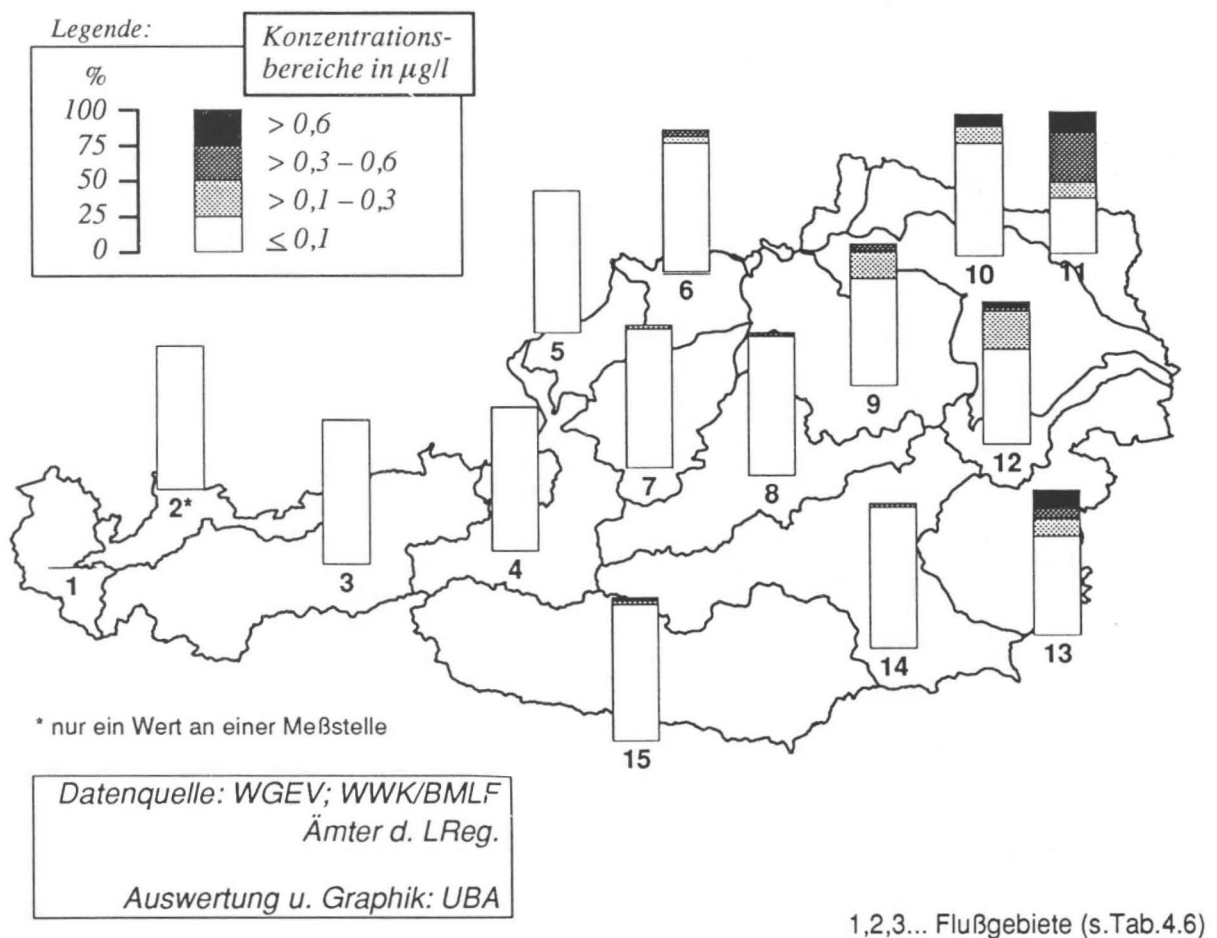 Legende:
Konzentrations-
bereiche in µg/l
%
100
75
50
25
0
> 0,6
> 0,3 – 0,6
> 0,1 – 0,3
≤ 0,1
1
2*
3
4
5
6
7
8
9
10
11
12
13
14
15
* nur ein Wert an einer Meßstelle
Datenquelle: WGEV; WWK/BMLF
Ämter d. LReg.
Auswertung u. Graphik: UBA
1,2,3... Flußgebiete (s.Tab.4.6)